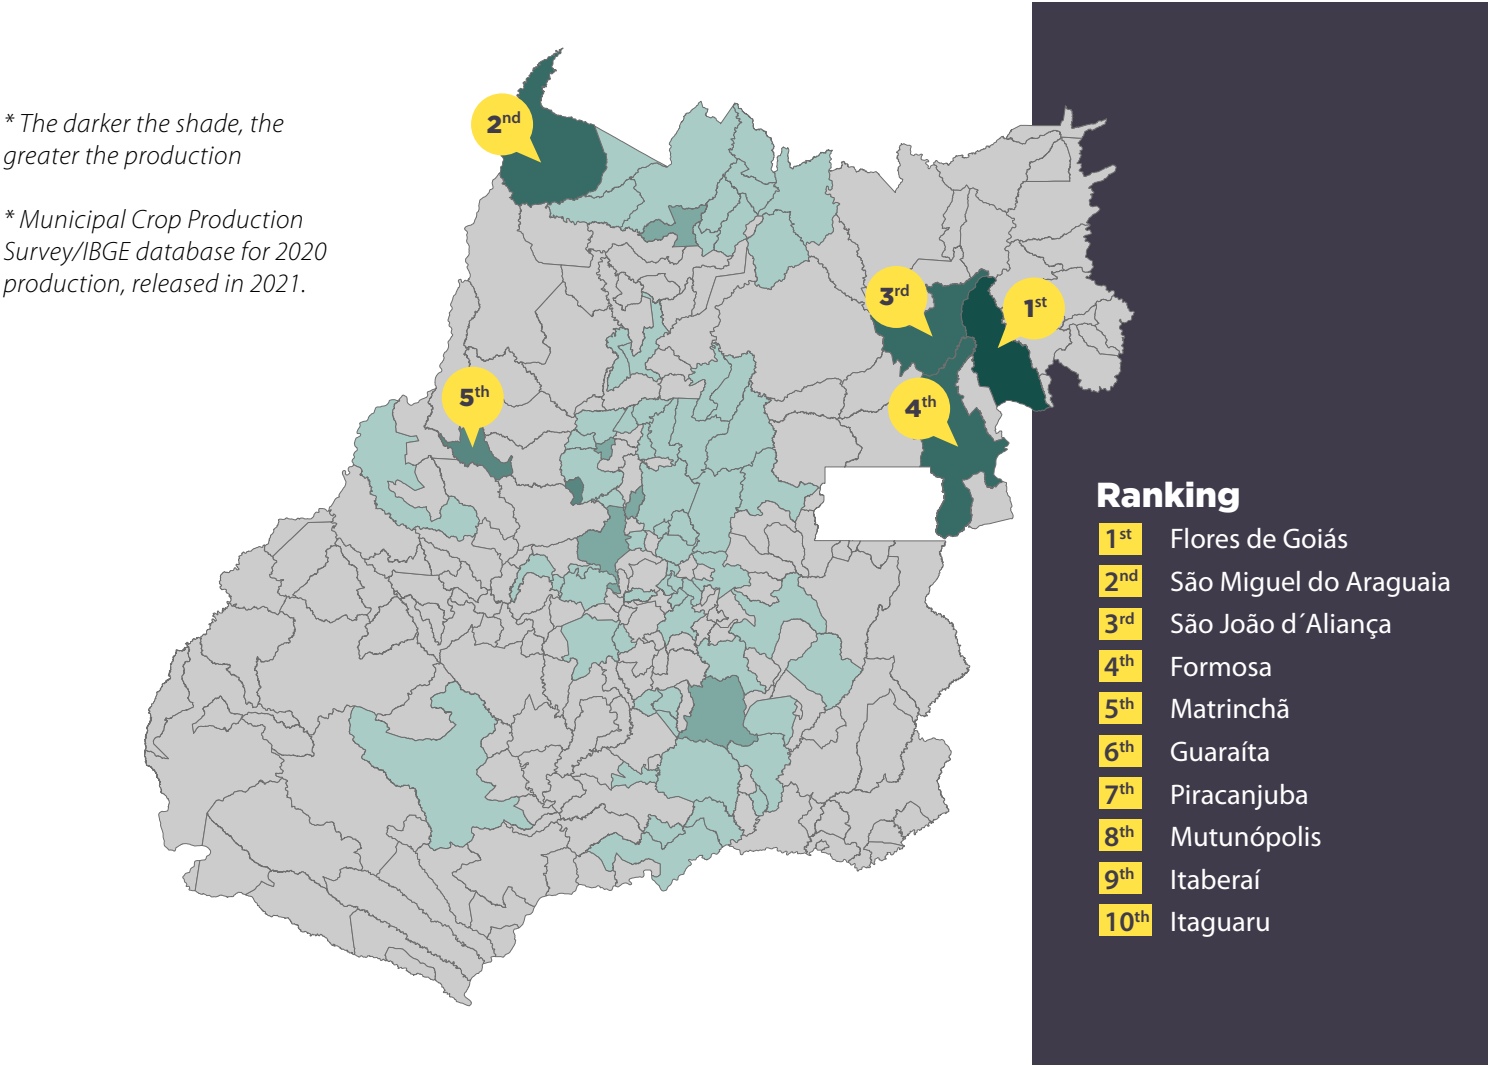 * The darker the shade, the
greater the production
* Municipal Crop Production
Survey/IBGE database for 2020
production, released in 2021.
2nd
3rd
1st
5th
4th
Ranking
1st Flores de Goiás
2nd São Miguel do Araguaia
3rd São João d´Aliança
4th Formosa
5th Matrinchã
6th Guaraíta
7th Piracanjuba
8th Mutunópolis
9th Itaberaí
10th Itaguaru